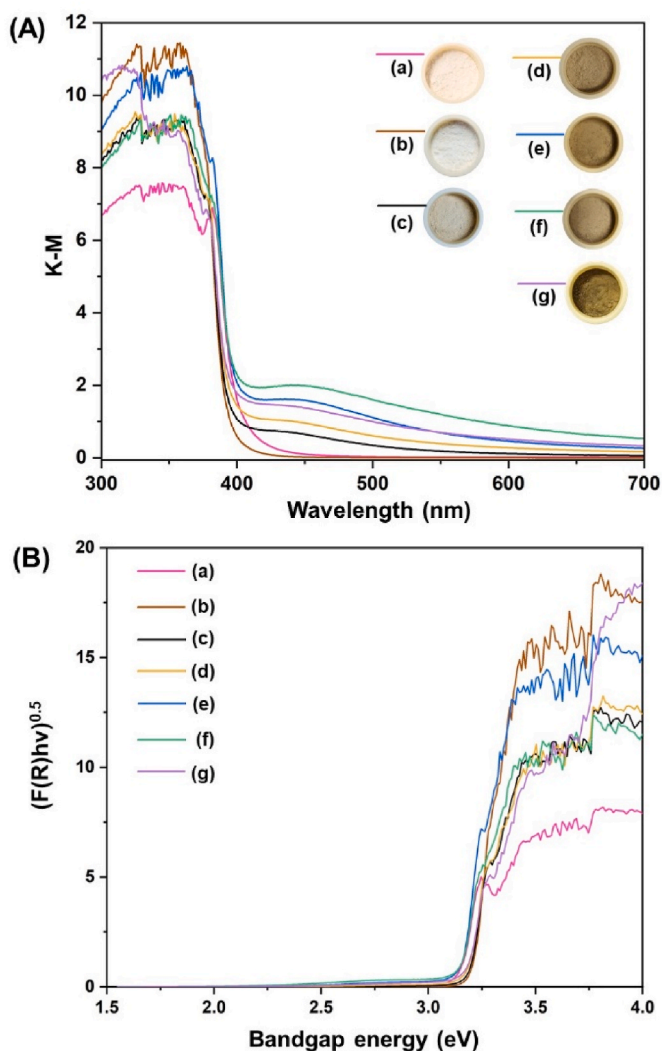 (A)
12
10
8
6
4
2
0
K-M
300
400
500
600
700
Wavelength (nm)
(a)
(b)
(c)
(d)
(e)
(f)
(g)
(B)
20
15
10
5
0
(F(R)hv)^0.5
1.5
2.0
2.5
3.0
3.5
4.0
Bandgap energy (eV)
(a)
(b)
(c)
(d)
(e)
(f)
(g)